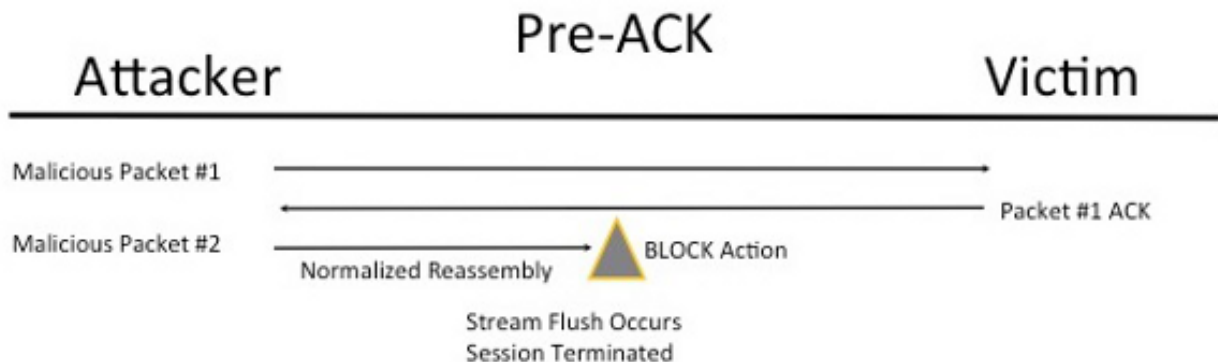 Pre-ACK
Attacker
Victim
Malicious Packet #1
Packet #1 ACK
Malicious Packet #2
BLOCK Action
Normalized Reassembly
Stream Flush Occurs
Session Terminated